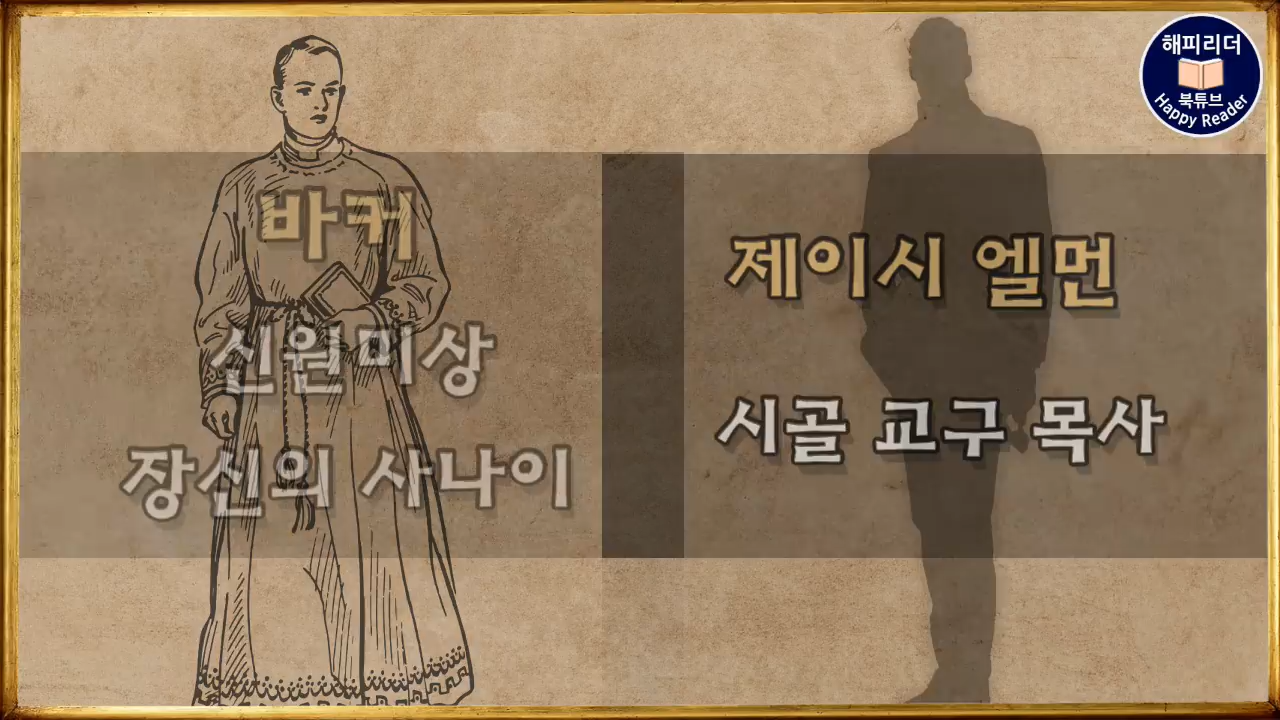 해피리더
북튜브
Happy Reader
바커
신원미상
장신의 사나이
제이시 엘먼
시골 교구 목사